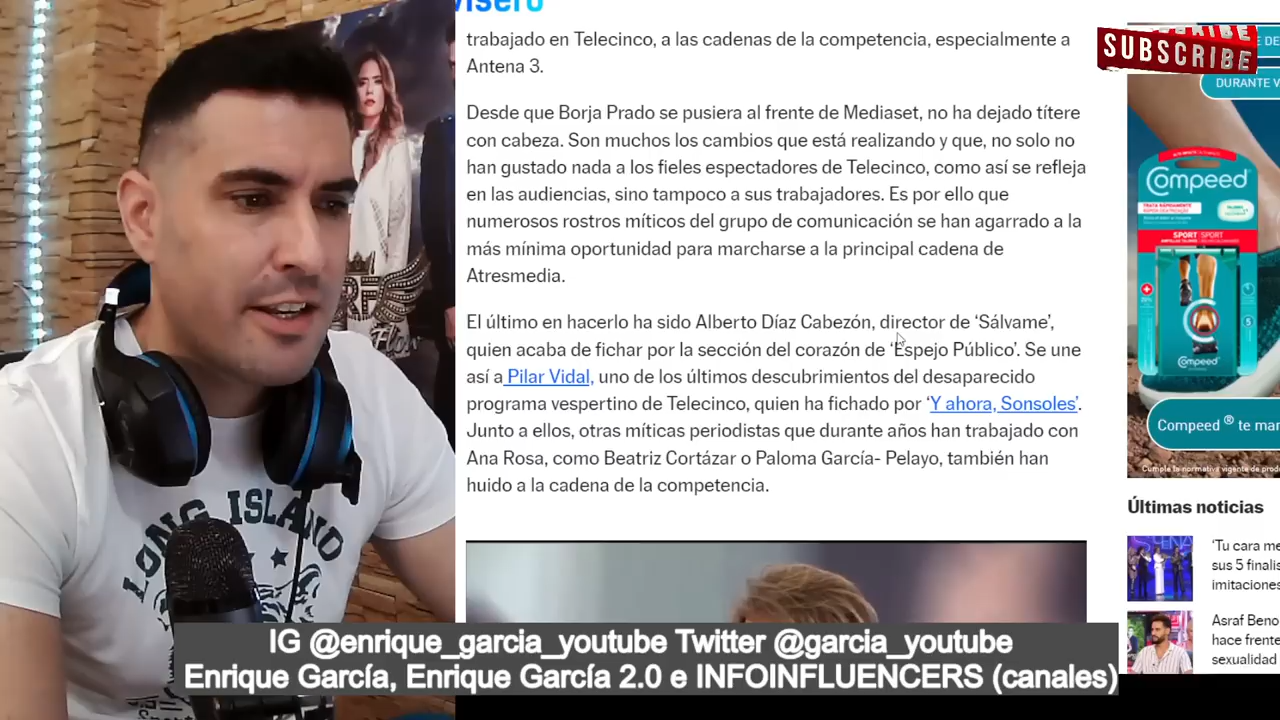 trabajado en Telecinco, a las cadenas de la competencia, especialmente a
Antena 3.
Desde que Borja Prado se pusiera al frente de Mediaset, no ha dejado títere
con cabeza. Son muchos los cambios que está realizando y que, no solo no
han gustado nada a los fieles espectadores de Telecinco, como así se refleja
en las audiencias, sino tampoco a sus trabajadores. Es por ello que
numerosos rostros míticos del grupo de comunicación se han agarrado a la
más mínima oportunidad para marcharse a la principal cadena de
Atresmedia.
El último en hacerlo ha sido Alberto Díaz Cabezón, director de ‘Sálvame’,
quien acaba de fichar por la sección del corazón de ‘Espejo Público’. Se une
así a Pilar Vidal, uno de los últimos descubrimientos del desaparecido
programa vespertino de Telecinco, quien ha fichado por ‘Y ahora, Sonsoles’.
Junto a ellos, otras míticas periodistas que durante años han trabajado con
Ana Rosa, como Beatriz Cortázar o Paloma García- Pelayo, también han
huido a la cadena de la competencia.
SUBSCRIBE
DURANTE
Compeed
SPORT SPORT
Compeed
Compeed ® te
Últimas noticias
‘Tu cara
sus 5
imitaciones
Asraf
hace frente
sexualidad
LONG ISLAND
IG @enrique_garcia_youtube Twitter @garcia_youtube
Enrique García, Enrique García 2.0 e INFOINFLUENCERS (canales)